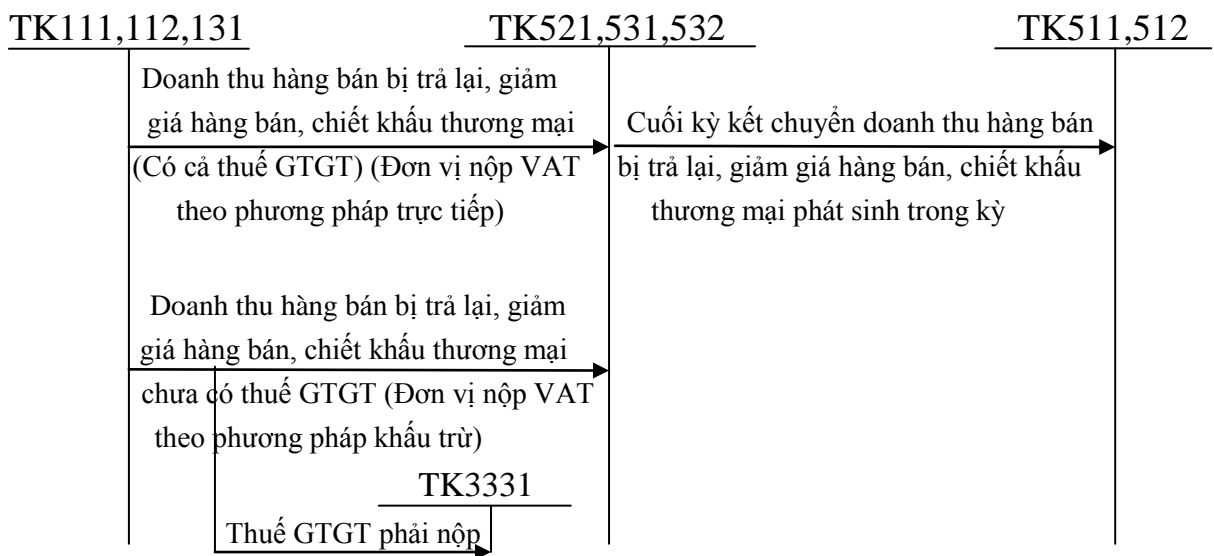 TK111,112,131
TK521,531,532
TK511,512
Doanh thu hàng bán bị trả lại, giảm
giá hàng bán, chiết khấu thương mại
(Có cả thuế GTGT) (Đơn vị nộp VAT
theo phương pháp trực tiếp)
Cuối kỳ kết chuyển doanh thu hàng bán
bị trả lại, giảm giá hàng bán, chiết khấu
thương mại phát sinh trong kỳ
Doanh thu hàng bán bị trả lại, giảm
giá hàng bán, chiết khấu thương mại
chưa có thuế GTGT (Đơn vị nộp VAT
theo phương pháp khấu trừ)
TK3331
Thuế GTGT phải nộp